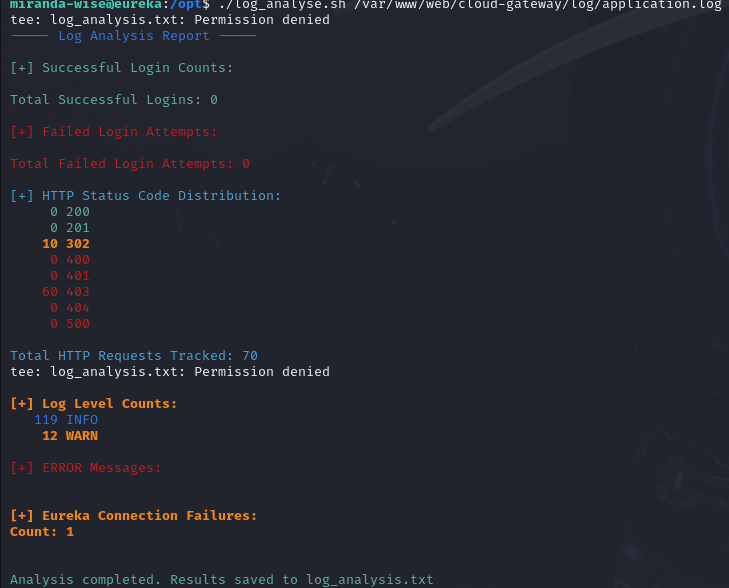 miranda-wise@eureka:/opt$ ./log_analyse.sh /var/www/web/cloud-gateway/log/application.log
tee: log_analysis.txt: Permission denied
───── Log Analysis Report ─────
[+] Successful Login Counts:
Total Successful Logins: 0
[+] Failed Login Attempts:
Total Failed Login Attempts: 0
[+] HTTP Status Code Distribution:
0 200
0 201
10 302
0 400
0 401
60 403
0 404
0 500
Total HTTP Requests Tracked: 70
tee: log_analysis.txt: Permission denied
[+] Log Level Counts:
119 INFO
12 WARN
[+] ERROR Messages:
[+] Eureka Connection Failures:
Count: 1
Analysis completed. Results saved to log_analysis.txt